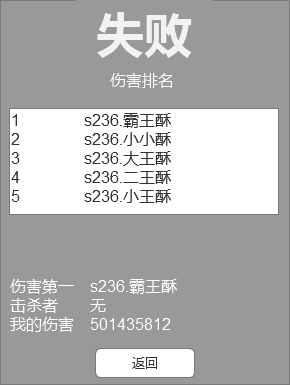 失败
伤害排名
1 s236.霸王酥
2 s236.小小酥
3 s236.大王酥
4 s236.二王酥
5 s236.小王酥
伤害第一 s236.霸王酥
击杀者 无
我的伤害 501435812
返回